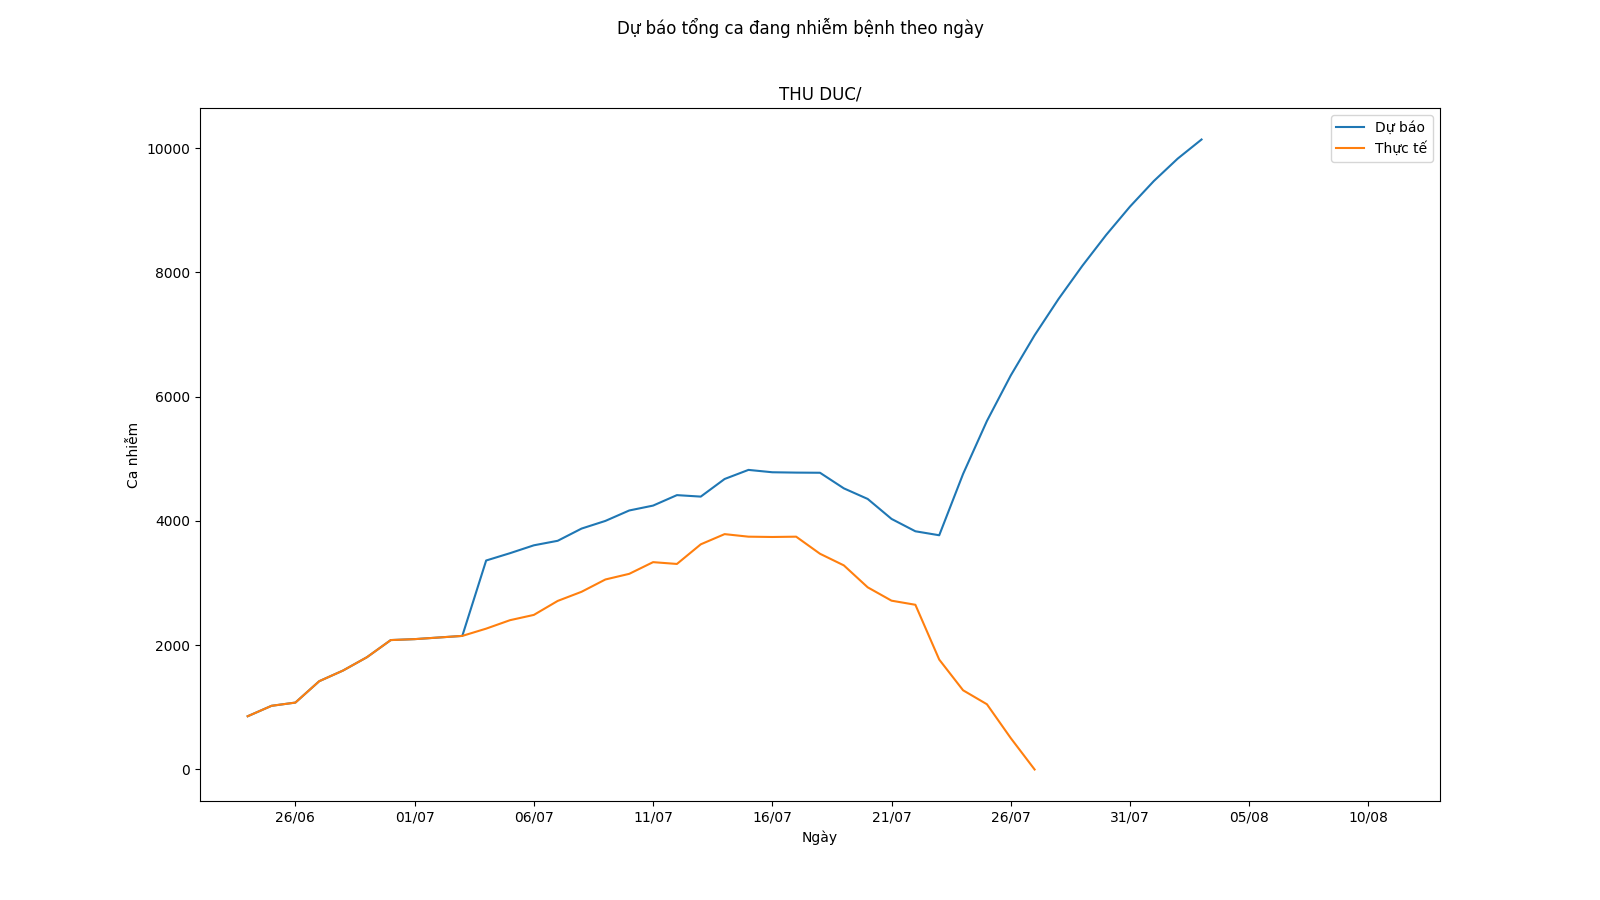 Dự báo tổng ca đang nhiễm bệnh theo ngày
THU DUC/
Dự báo
Thực tế
10000
8000
6000
4000
2000
0
Ca nhiễm
26/06
01/07
06/07
11/07
16/07
21/07
26/07
31/07
05/08
10/08
Ngày